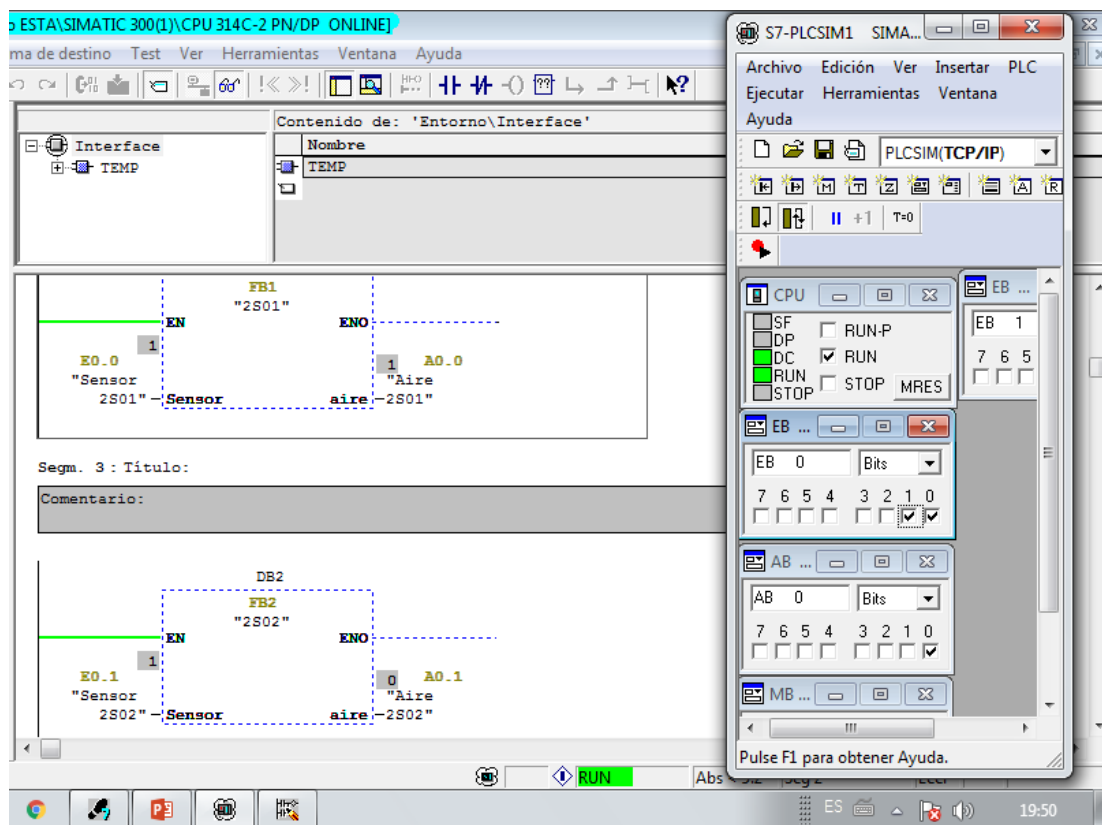 ESTA\SIMATIC 300(1)\CPU 314C-2 PN/DP ONLINE]
ma de destino Test Ver Herramientas Ventana Ayuda
Contenido de: 'Entorno\Interface'
Interface
TEMP
Nombre
TEMP
FB1
"2S01"
EN ENO
1
E0.0
"Sensor
2S01"
Sensor
1 A0.0
"Aire
2S01"
aire
Segm. 3 : Título:
Comentario:
DB2
FB2
"2S02"
EN ENO
1
E0.1
"Sensor
2S02"
Sensor
0 A0.1
"Aire
2S02"
aire
RUN
Abs
S7-PLCSIM1 SIMA...
Archivo Edición Ver Insertar PLC
Ejecutar Herramientas Ventana
Ayuda
PLCSIM(TCP/IP)
+1 T=0
CPU
SF
DP
DC
RUN
STOP
RUN-P
RUN
STOP MRES
EB ...
EB 1
7 6 5
EB ...
EB 0 Bits
7 6 5 4 3 2 1 0
AB ...
AB 0 Bits
7 6 5 4 3 2 1 0
MB ...
Pulse F1 para obtener Ayuda.
ES
19:50